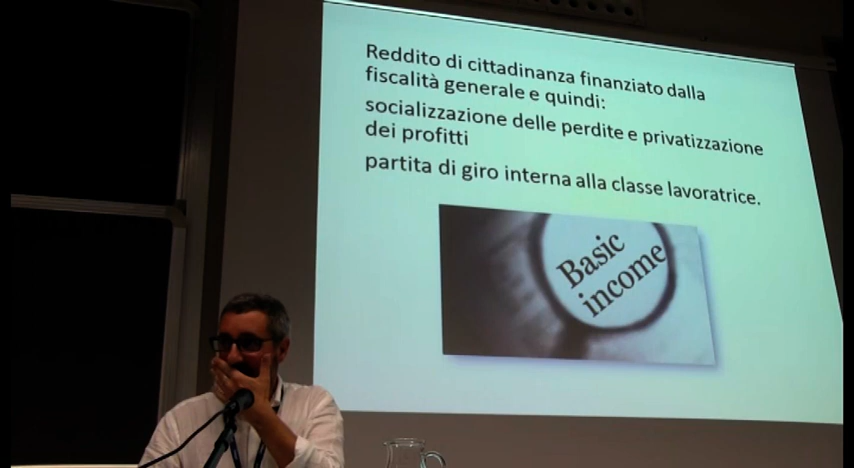 Reddito di cittadinanza finanziato dalla
fiscalità generale e quindi:
socializzazione delle perdite e privatizzazione
dei profitti
partita di giro interna alla classe lavoratrice.
Basic
income